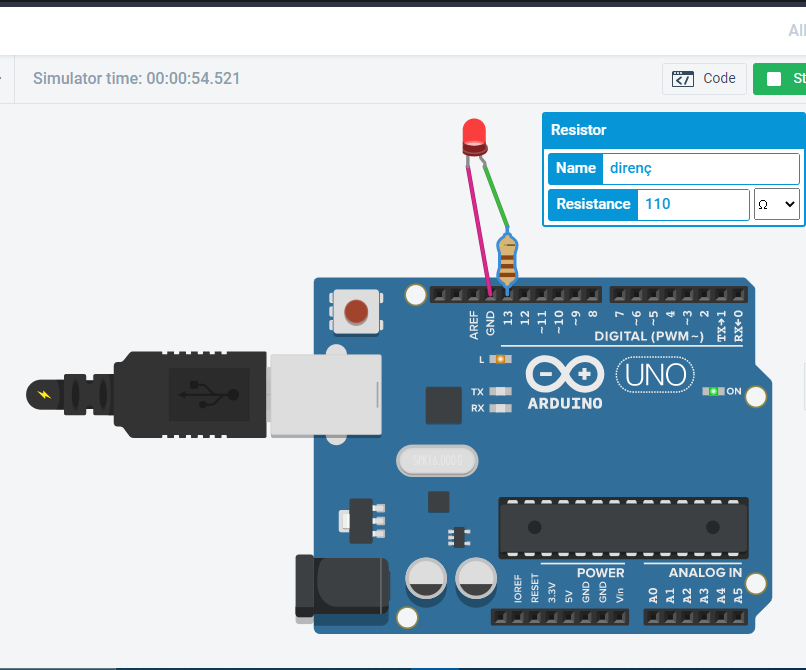 All
Simulator time: 00:00:54.521
Code
St
Resistor
Name direnç
Resistance 110 Ω
AREF
GND
13
12
~11
~10
~9
8
7
~6
~5
4
~3
2
TX→1
RX←0
DIGITAL (PWM~)
L
TX
RX
UNO
ARDUINO
ON
POWER
ANALOG IN
IOREF
RESET
3.3V
5V
GND
GND
Vin
A0
A1
A2
A3
A4
A5